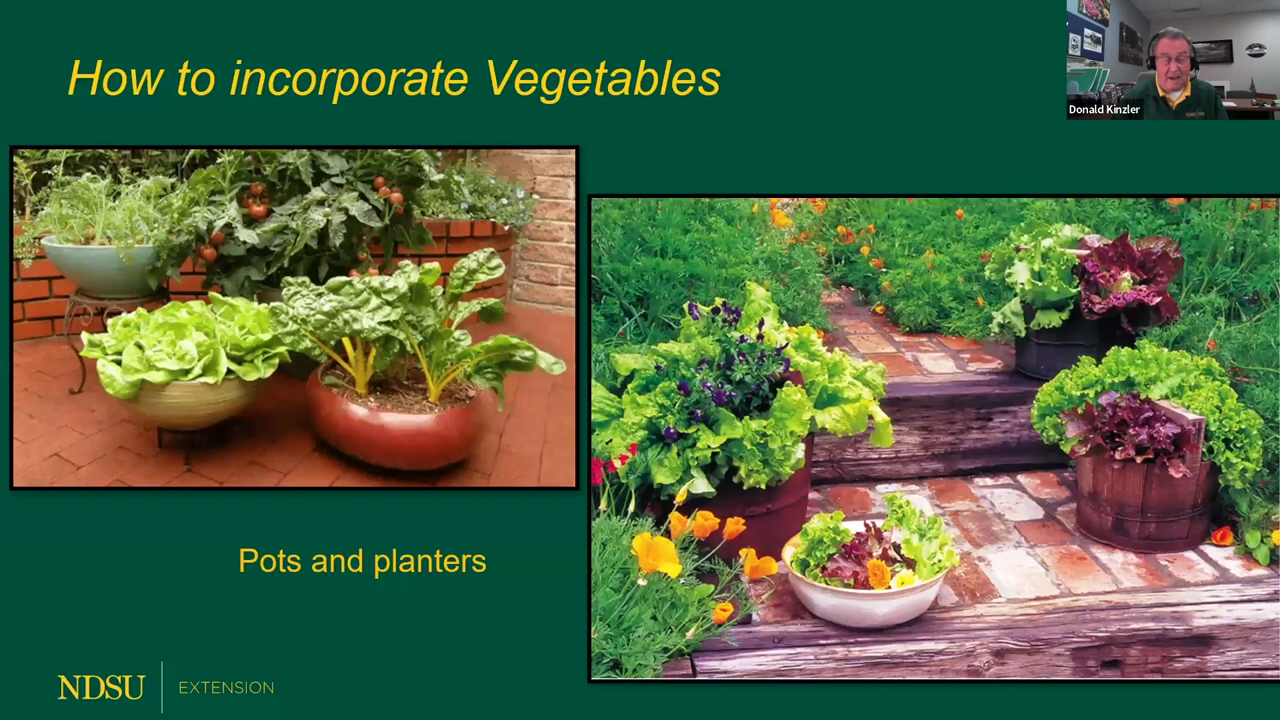 How to incorporate Vegetables
Donald Kinzler
Pots and planters
NDSU EXTENSION